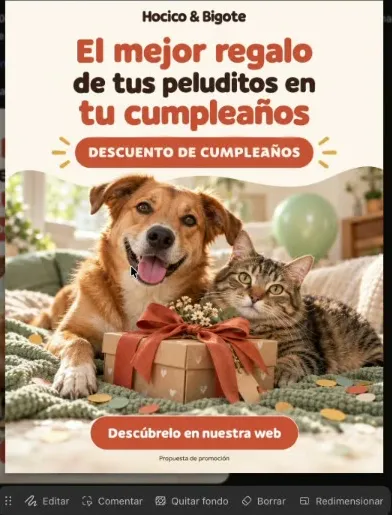 Hocico & Bigote
El mejor regalo
de tus peluditos en
tu cumpleaños
DESCUENTO DE CUMPLEAÑOS
Descúbrelo en nuestra web
Propuesta de promoción
Editar
Comentar
Quitar fondo
Borrar
Redimensionar